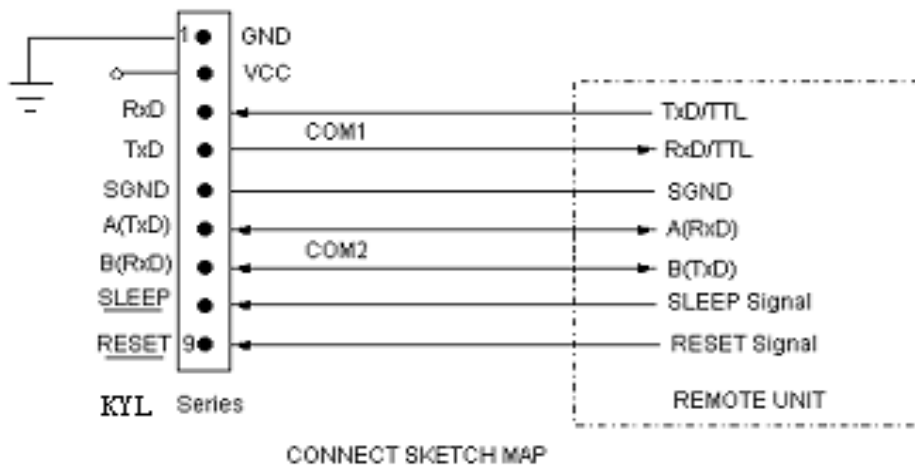 1 GND
VCC
RxD TxD/TTL
COM1
TxD RxD/TTL
SGND SGND
A(TxD) A(RxD)
COM2
B(RxD) B(TxD)
SLEEP SLEEP Signal
RESET 9 RESET Signal
KYL Series REMOTE UNIT
CONNECT SKETCH MAP